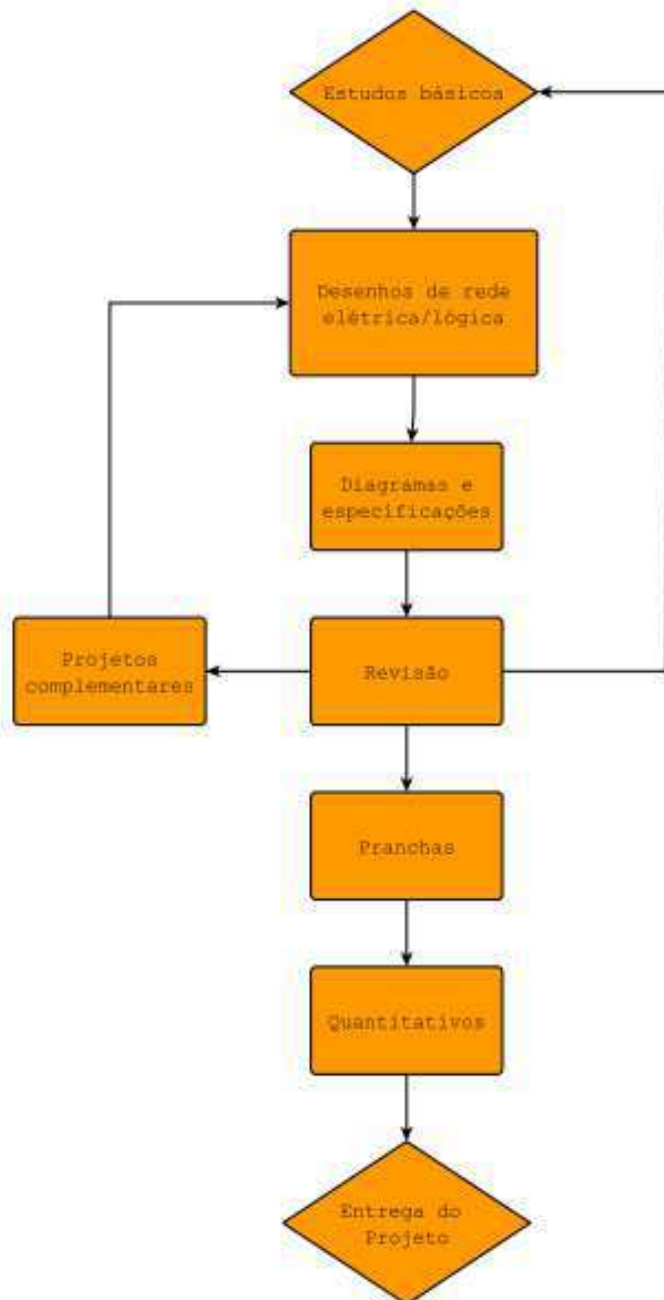 Estudos básicos
Desenhos de rede
elétrica/lógica
Diagramas e
especificações
Projetos
complementares
Revisão
Pranchas
Quantitativos
Entrega do
Projeto